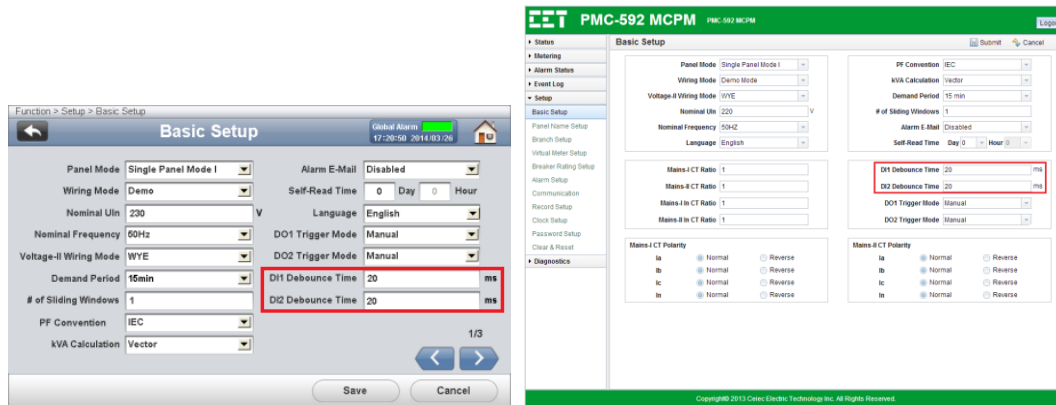 Function > Setup > Basic Setup
Basic Setup
Global Alarm
17:20:50 2014/03/26
Panel Mode Single Panel Mode I
Wiring Mode Demo
Nominal Uln 230 V
Nominal Frequency 50Hz
Voltage-II Wiring Mode WYE
Demand Period 15min
# of Sliding Windows 1
PF Convention IEC
kVA Calculation Vector
Alarm E-Mail Disabled
Self-Read Time 0 Day 0 Hour
Language English
DO1 Trigger Mode Manual
DO2 Trigger Mode Manual
DI1 Debounce Time 20 ms
DI2 Debounce Time 20 ms
1/3
Save Cancel
CET PMC-592 MCPM PMC-592 MCPM
Logo
Status
Metering
Alarm Status
Event Log
Setup
Basic Setup
Panel Name Setup
Branch Setup
Virtual Meter Setup
Breaker Rating Setup
Alarm Setup
Communication
Record Setup
Clock Setup
Password Setup
Clear & Reset
Diagnostics
Basic Setup Submit Cancel
Panel Mode Single Panel Mode I
Wiring Mode Demo Mode
Voltage-II Wiring Mode WYE
Nominal Uln 220 V
Nominal Frequency 50HZ
Language English
PF Convention IEC
kVA Calculation Vector
Demand Period 15 min
# of Sliding Windows 1
Alarm E-Mail Disabled
Self-Read Time Day 0 Hour 0
Mains-I CT Ratio 1
Mains-II CT Ratio 1
Mains-I In CT Ratio 1
Mains-II In CT Ratio 1
DI1 Debounce Time 20 ms
DI2 Debounce Time 20 ms
DO1 Trigger Mode Manual
DO2 Trigger Mode Manual
Mains-I CT Polarity
Ia Normal Reverse
Ib Normal Reverse
Ic Normal Reverse
In Normal Reverse
Mains-II CT Polarity
Ia Normal Reverse
Ib Normal Reverse
Ic Normal Reverse
In Normal Reverse
Copyright© 2013 Ceiec Electric Technology Inc. All Rights Reserved.